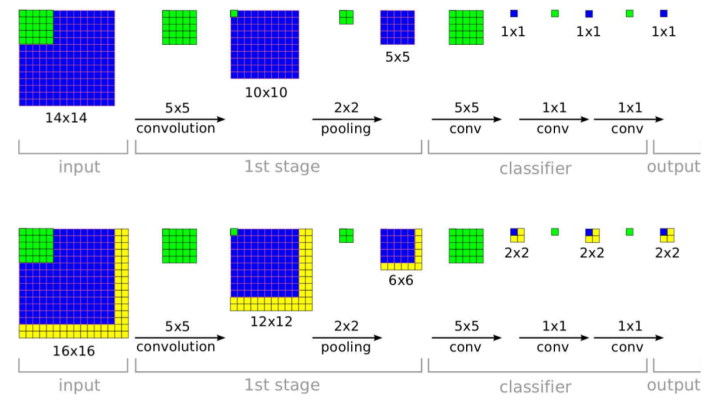 1x1 1x1 1x1
5x5
10x10
14x14
5x5 2x2 5x5 1x1 1x1
convolution pooling conv conv conv
input 1st stage classifier output
2x2 2x2 2x2
6x6
12x12
16x16
5x5 2x2 5x5 1x1 1x1
convolution pooling conv conv conv
input 1st stage classifier output